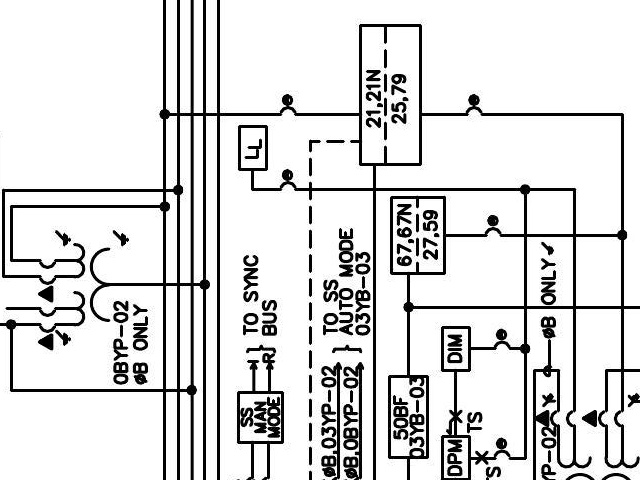 21,21N
25,79
LL
67,67N
27,59
TO SYNC
BUS
TO SS
AUTO MODE
03YB-03
0BYP-02
ØB ONLY
ØB ONLY
DIM
SS
MAN
MODE
ØB.03YP-02
ØB.0BYP-02
50BF
03YB-03
TS
DPM
TS
YP-02